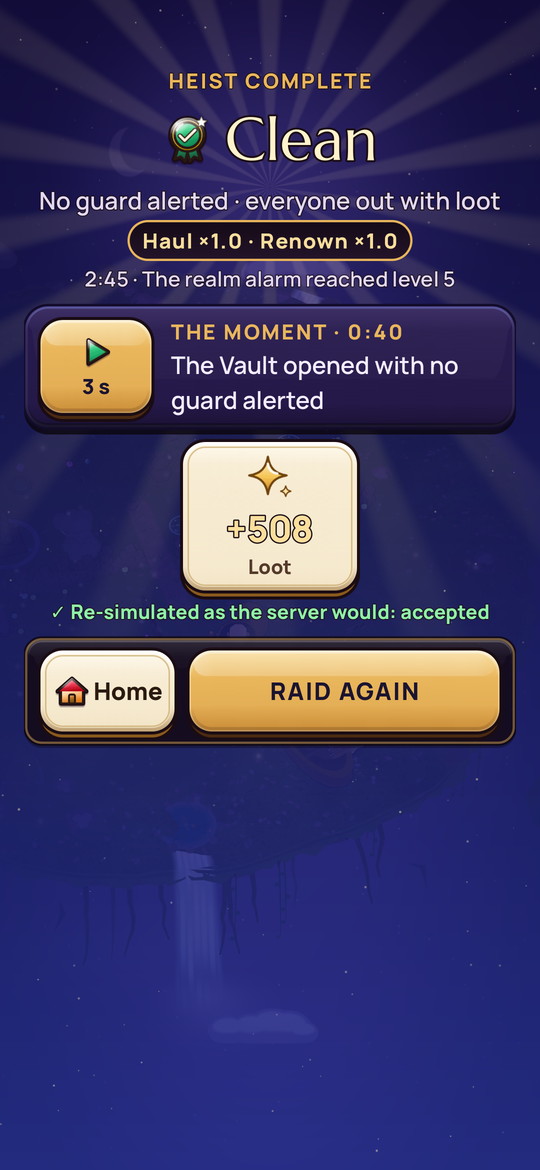 HEIST COMPLETE
Clean
No guard alerted · everyone out with loot
Haul ×1.0 · Renown ×1.0
2:45 · The realm alarm reached level 5
THE MOMENT · 0:40
The Vault opened with no
guard alerted
3 s
+508
Loot
✓ Re-simulated as the server would: accepted
Home
RAID AGAIN